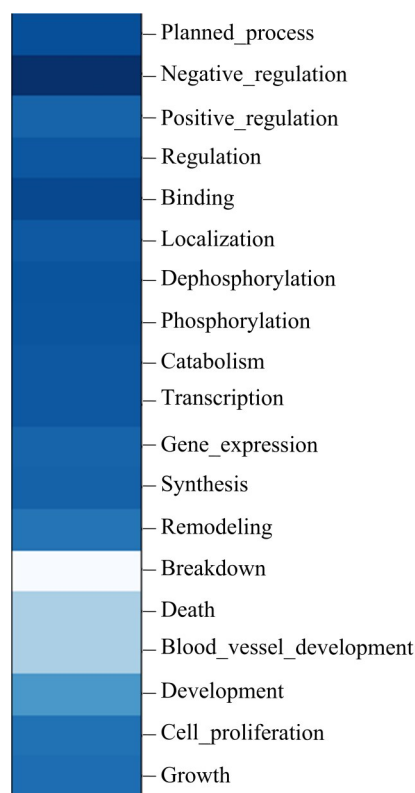 Planned_process
Negative_regulation
Positive_regulation
Regulation
Binding
Localization
Dephosphorylation
Phosphorylation
Catabolism
Transcription
Gene_expression
Synthesis
Remodeling
Breakdown
Death
Blood_vessel_development
Development
Cell_proliferation
Growth